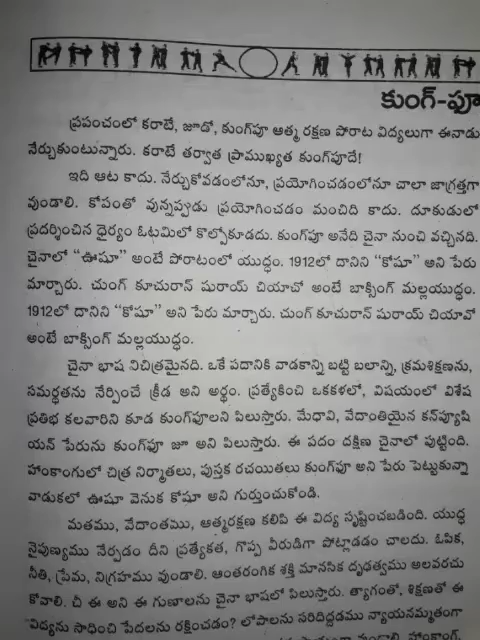 కుంగ్-ఫూ
ప్రపంచంలో కరాటే, జూడో, కుంగ్‌ఫూ ఆత్మ రక్షణ పోరాట విద్యలుగా ఈనాడు
నేర్చుకుంటున్నారు. కరాటే తర్వాత ప్రాముఖ్యత కుంగ్‌ఫూదే!
ఇది ఆట కాదు. నేర్చుకోవడంలోనూ, ప్రయోగించడంలోనూ చాలా జాగ్రత్తగా
వుండాలి. కోపంతో వున్నప్పుడు ప్రయోగించడం మంచిది కాదు. దూకుడులో
ప్రదర్శించిన ధైర్యం ఓటమిలో కోల్పోకూడదు. కుంగ్‌ఫూ అనేది చైనా నుంచి వచ్చినది.
చైనాలో "ఊషూ" అంటే పోరాటంలో యుద్ధం. 1912లో దానిని "కోషూ" అని పేరు
మార్చారు. చుంగ్ కూచురాన్ షురాయ్ చియాచో అంటే బాక్సింగ్ మల్లయుద్ధం.
1912లో దానిని "కోషూ" అని పేరు మార్చారు. చుంగ్ కూచురాన్ షురాయ్ చియావో
అంటే బాక్సింగ్ మల్లయుద్ధం.
చైనా భాష విచిత్రమైనది. ఒకే పదానికి వాడకాన్ని బట్టి బలాన్ని, క్రమశిక్షణను,
సమర్థతను నేర్పించే క్రీడ అని అర్థం. ప్రత్యేకించి ఒకకళలో, విషయంలో విశేష
ప్రతిభ కలవారిని కూడ కుంగ్‌ఫూలని పిలుస్తారు. మేధావి, వేదాంతియైన కన్‌ఫ్యూషి
యన్ పేరును కుంగ్‌ఫూ జూ అని పిలుస్తారు. ఈ పదం దక్షిణ చైనాలో పుట్టింది.
హాంకాంగులో చిత్ర నిర్మాతలు, పుస్తక రచయితలు కుంగ్‌ఫూ అని పేరు పెట్టుకున్నా
వాడుకలో ఊషూ వెనుక కోషూ అని గుర్తుంచుకోండి.
మతము, వేదాంతము, ఆత్మరక్షణ కలిపి ఈ విద్య సృష్టించబడింది. యుద్ధ
నైపుణ్యము నేర్పడం దీని ప్రత్యేకత, గొప్ప వీరుడిగా పోట్లాడడం చాలదు. ఓపిక,
నీతి, ప్రేమ, నిగ్రహము వుండాలి. ఆంతరంగిక శక్తి మానసిక దృఢత్వము అలవరచు
కోవాలి. చీ ఈ అని ఈ గుణాలను చైనా భాషలో పిలుస్తారు. త్యాగంతో, శిక్షణతో ఈ
విద్యను సాధించి పేదలను రక్షించడం? లోపాలను సరిదిద్దడము న్యాయసమ్మతంగా